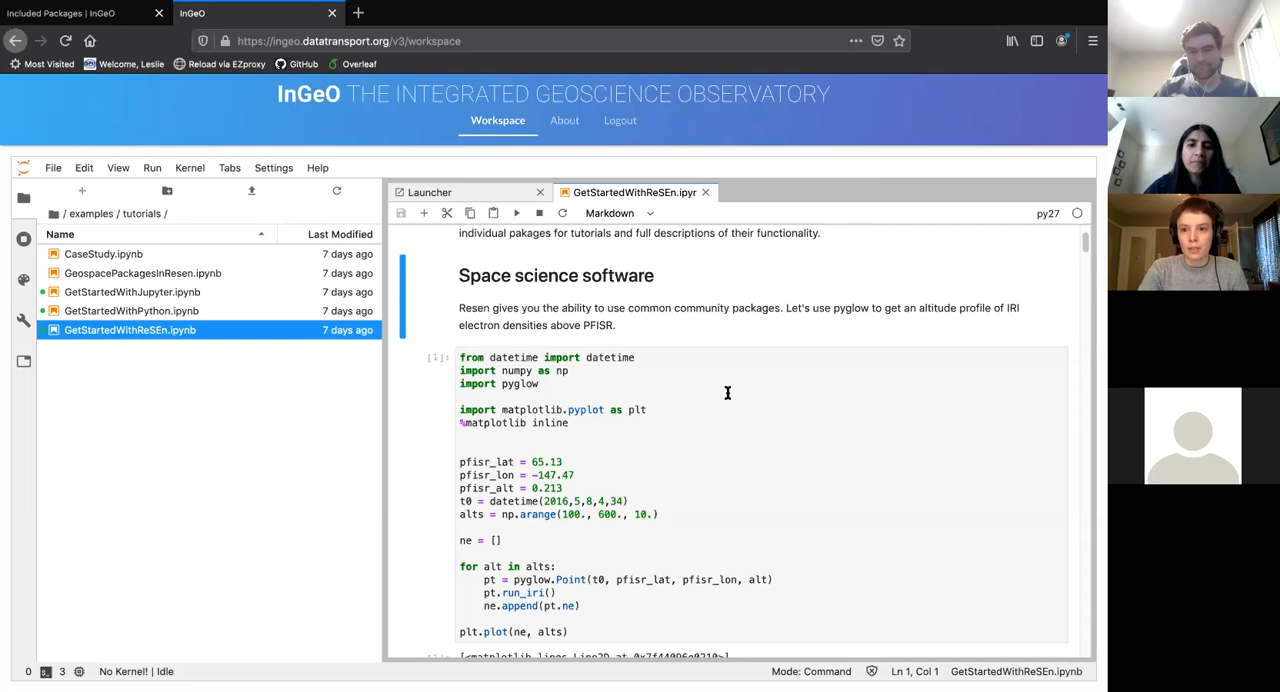 Included Packages | InGeO
InGeO
https://ingeo.datatransport.org/v3/workspace
Most Visited
Welcome, Leslie
Reload via EZproxy
GitHub
Overleaf
InGeO THE INTEGRATED GEOSCIENCE OBSERVATORY
Workspace
About
Logout
File
Edit
View
Run
Kernel
Tabs
Settings
Help
/ examples / tutorials /
Name
Last Modified
CaseStudy.ipynb 7 days ago
GeospacePackagesInResen.ipynb 7 days ago
GetStartedWithJupyter.ipynb 7 days ago
GetStartedWithPython.ipynb 7 days ago
GetStartedWithReSEn.ipynb 7 days ago
Launcher
GetStartedWithReSEn.ipyr
Markdown
py27
individual pakages for tutorials and full descriptions of their functionality.
Space science software
Resen gives you the ability to use common community packages. Let's use pyglow to get an altitude profile of IRI
electron densities above PFISR.
[1]:
from datetime import datetime
import numpy as np
import pyglow
import matplotlib.pyplot as plt
%matplotlib inline
pfisr_lat = 65.13
pfisr_lon = -147.47
pfisr_alt = 0.213
t0 = datetime(2016,5,8,4,34)
alts = np.arange(100., 600., 10.)
ne = []
for alt in alts:
pt = pyglow.Point(t0, pfisr_lat, pfisr_lon, alt)
pt.run_iri()
ne.append(pt.ne)
plt.plot(ne, alts)
[1]: [<matplotlib.lines.Line2D at 0x7f44096e0210>]
0
3
No Kernel! | Idle
Mode: Command
Ln 1, Col 1
GetStartedWithReSEn.ipynb